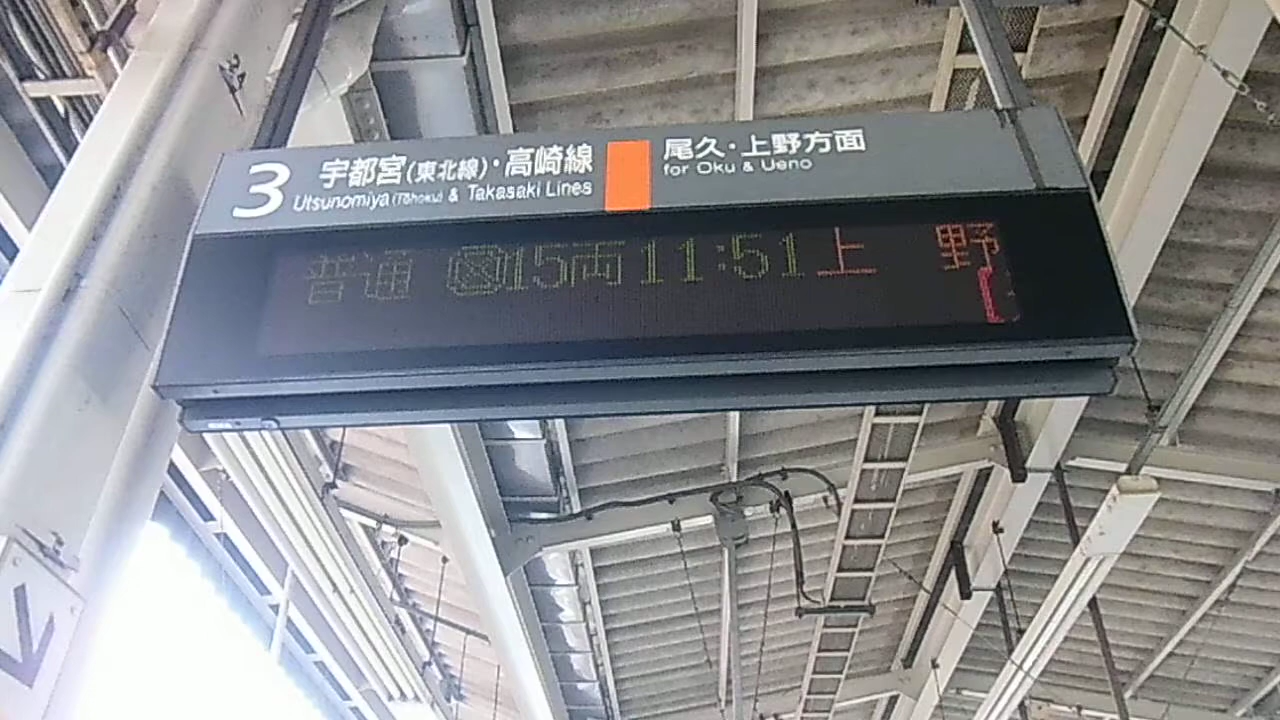 3 宇都宮(東北線)・高崎線 尾久・上野方面
Utsunomiya (Tōhoku) & Takasaki Lines for Oku & Ueno
普通 15両 11:51 上 野